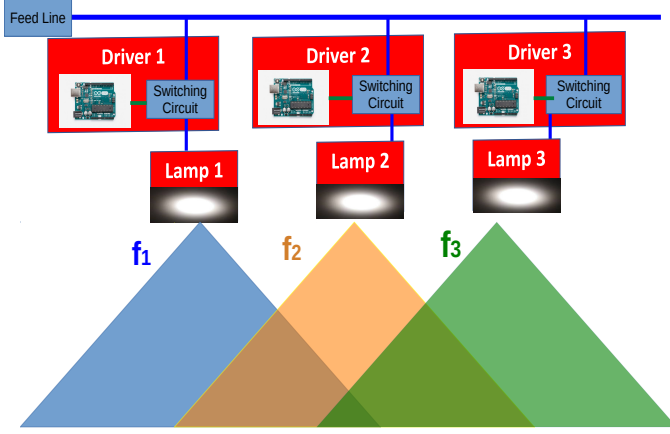 Feed Line
Driver 1
Driver 2
Driver 3
Switching
Circuit
Switching
Circuit
Switching
Circuit
Lamp 1
Lamp 2
Lamp 3
f1
f2
f3